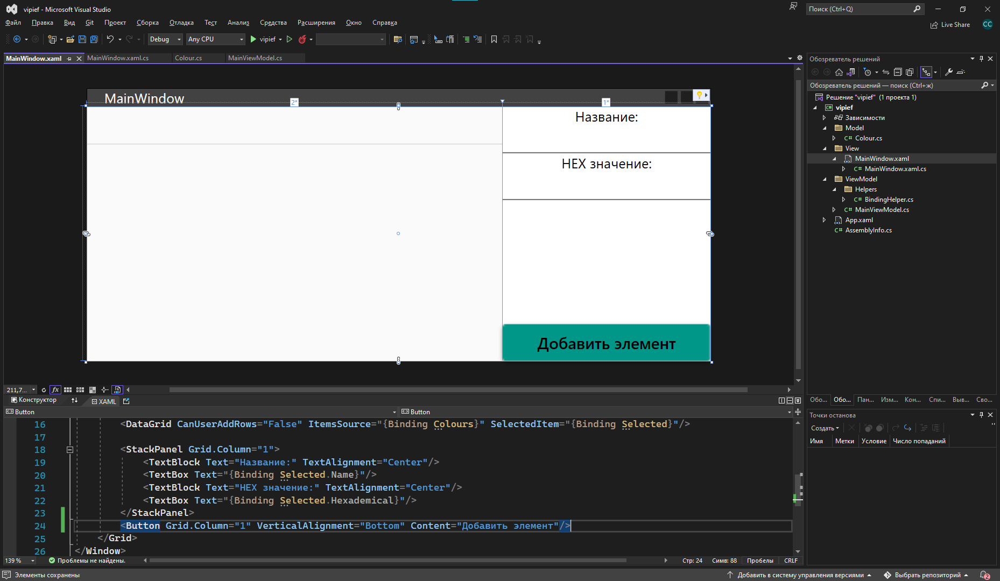 vipief - Microsoft Visual Studio
Поиск (Ctrl+Q)
Файл Правка Вид Git Проект Сборка Отладка Тест Анализ Средства Расширения Окно Справка
Live Share
CC
Debug
Any CPU
vipief
MainWindow.xaml
MainWindow.xaml.cs
Colour.cs
MainViewModel.cs
MainWindow
2*
1*
Название:
HEX значение:
Добавить элемент
211,7...
fx
Конструктор
XAML
Button
Button
16 <DataGrid CanUserAddRows="False" ItemsSource="{Binding Colours}" SelectedItem="{Binding Selected}"/>
17
18 <StackPanel Grid.Column="1">
19 <TextBlock Text="Название:" TextAlignment="Center"/>
20 <TextBox Text="{Binding Selected.Name}"/>
21 <TextBlock Text="HEX значение:" TextAlignment="Center"/>
22 <TextBox Text="{Binding Selected.Hexademical}"/>
23 </StackPanel>
24 <Button Grid.Column="1" VerticalAlignment="Bottom" Content="Добавить элемент"/>
25 </Grid>
26 </Window>
139 %
Проблемы не найдены.
Стр: 24
Симв: 88
Пробелы
CRLF
Обозреватель решений
Обозреватель решений — поиск (Ctrl+ж)
Решение "vipief" (1 проекта 1)
C# vipief
Зависимости
Model
C# Colour.cs
View
MainWindow.xaml
C# MainWindow.xaml.cs
ViewModel
Helpers
C# BindingHelper.cs
C# MainViewModel.cs
App.xaml
C# AssemblyInfo.cs
Обо... Обо... Пан... Изм... Кон... Спи... Выв... Сво...
Точки останова
Создать
Имя Метки Условие Число попаданий
Элементы сохранены
Добавить в систему управления версиями
Выбрать репозиторий
2